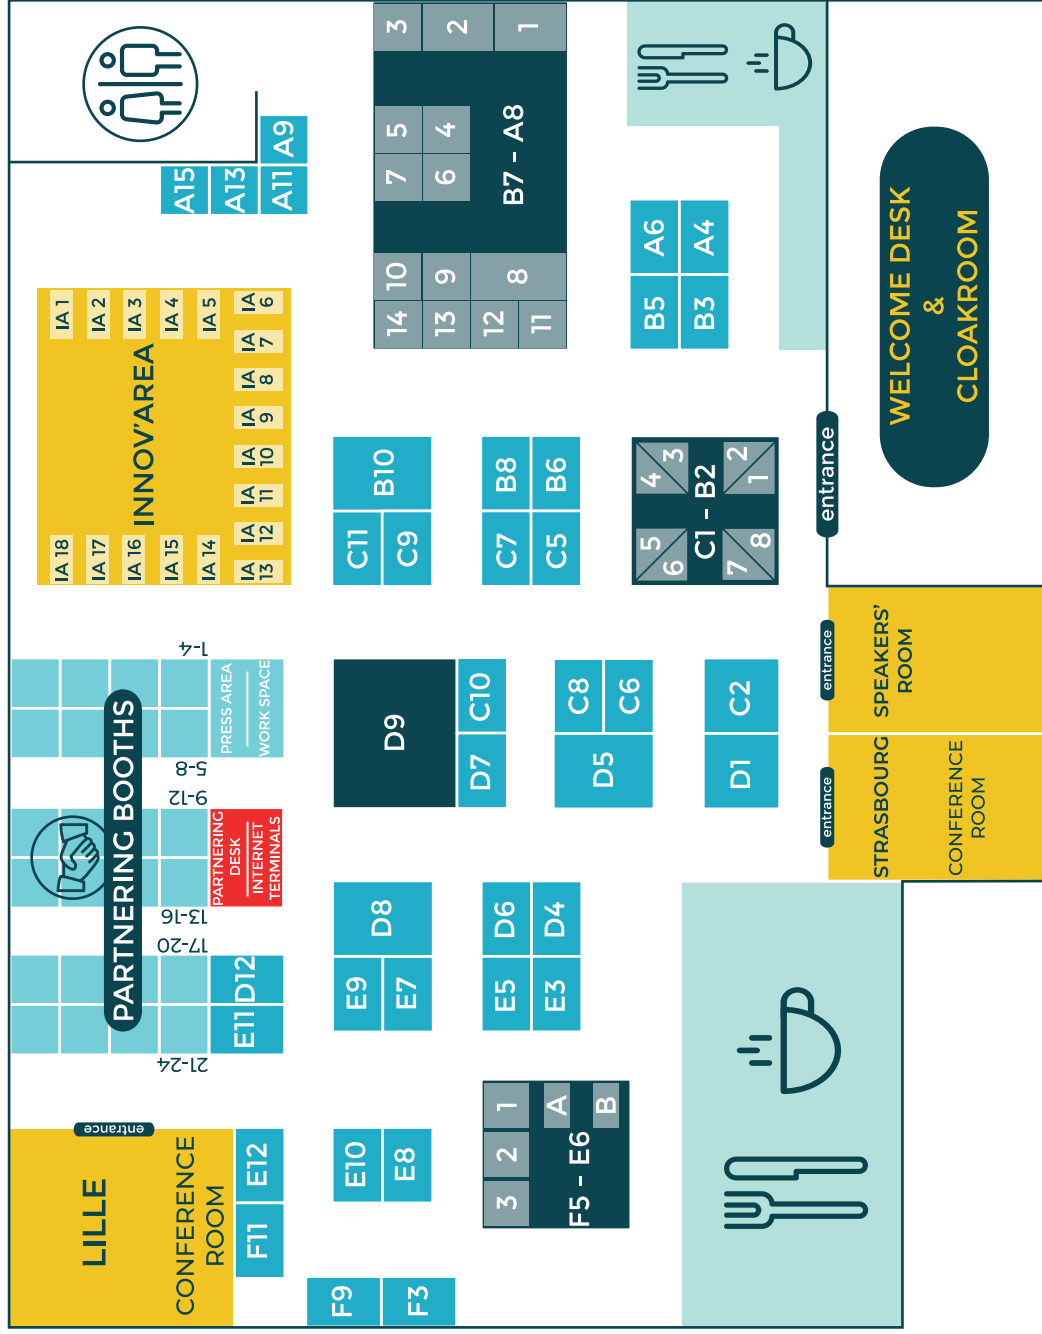 3
2
1
5
4
7
6
B7 - A8
10
9
8
14
13
12
11
A9
A15
A13
A11
A6
A4
B5
B3
WELCOME DESK
&
CLOAKROOM
entrance
IA 1
IA 2
IA 3
IA 4
IA 5
IA
6
IA
7
IA
8
IA
9
IA
10
IA
11
IA
12
IA
13
IA 18
IA 17
IA 16
IA 15
IA 14
INNOV'AREA
B10
C11
C9
B8
B6
C7
C5
4
3
2
1
C1 - B2
5
6
7
8
1-4
5-8
9-12
13-16
17-20
21-24
PARTNERING BOOTHS
PRESS AREA
WORK SPACE
PARTNERING
DESK
INTERNET
TERMINALS
D12
E11
D9
C10
D7
C8
C6
D5
C2
D1
entrance
SPEAKERS'
ROOM
entrance
STRASBOURG
CONFERENCE
ROOM
D8
E9
E7
D6
D4
E5
E3
entrance
LILLE
CONFERENCE
ROOM
E12
F11
E10
E8
1
2
3
A
B
F5 - E6
F9
F3